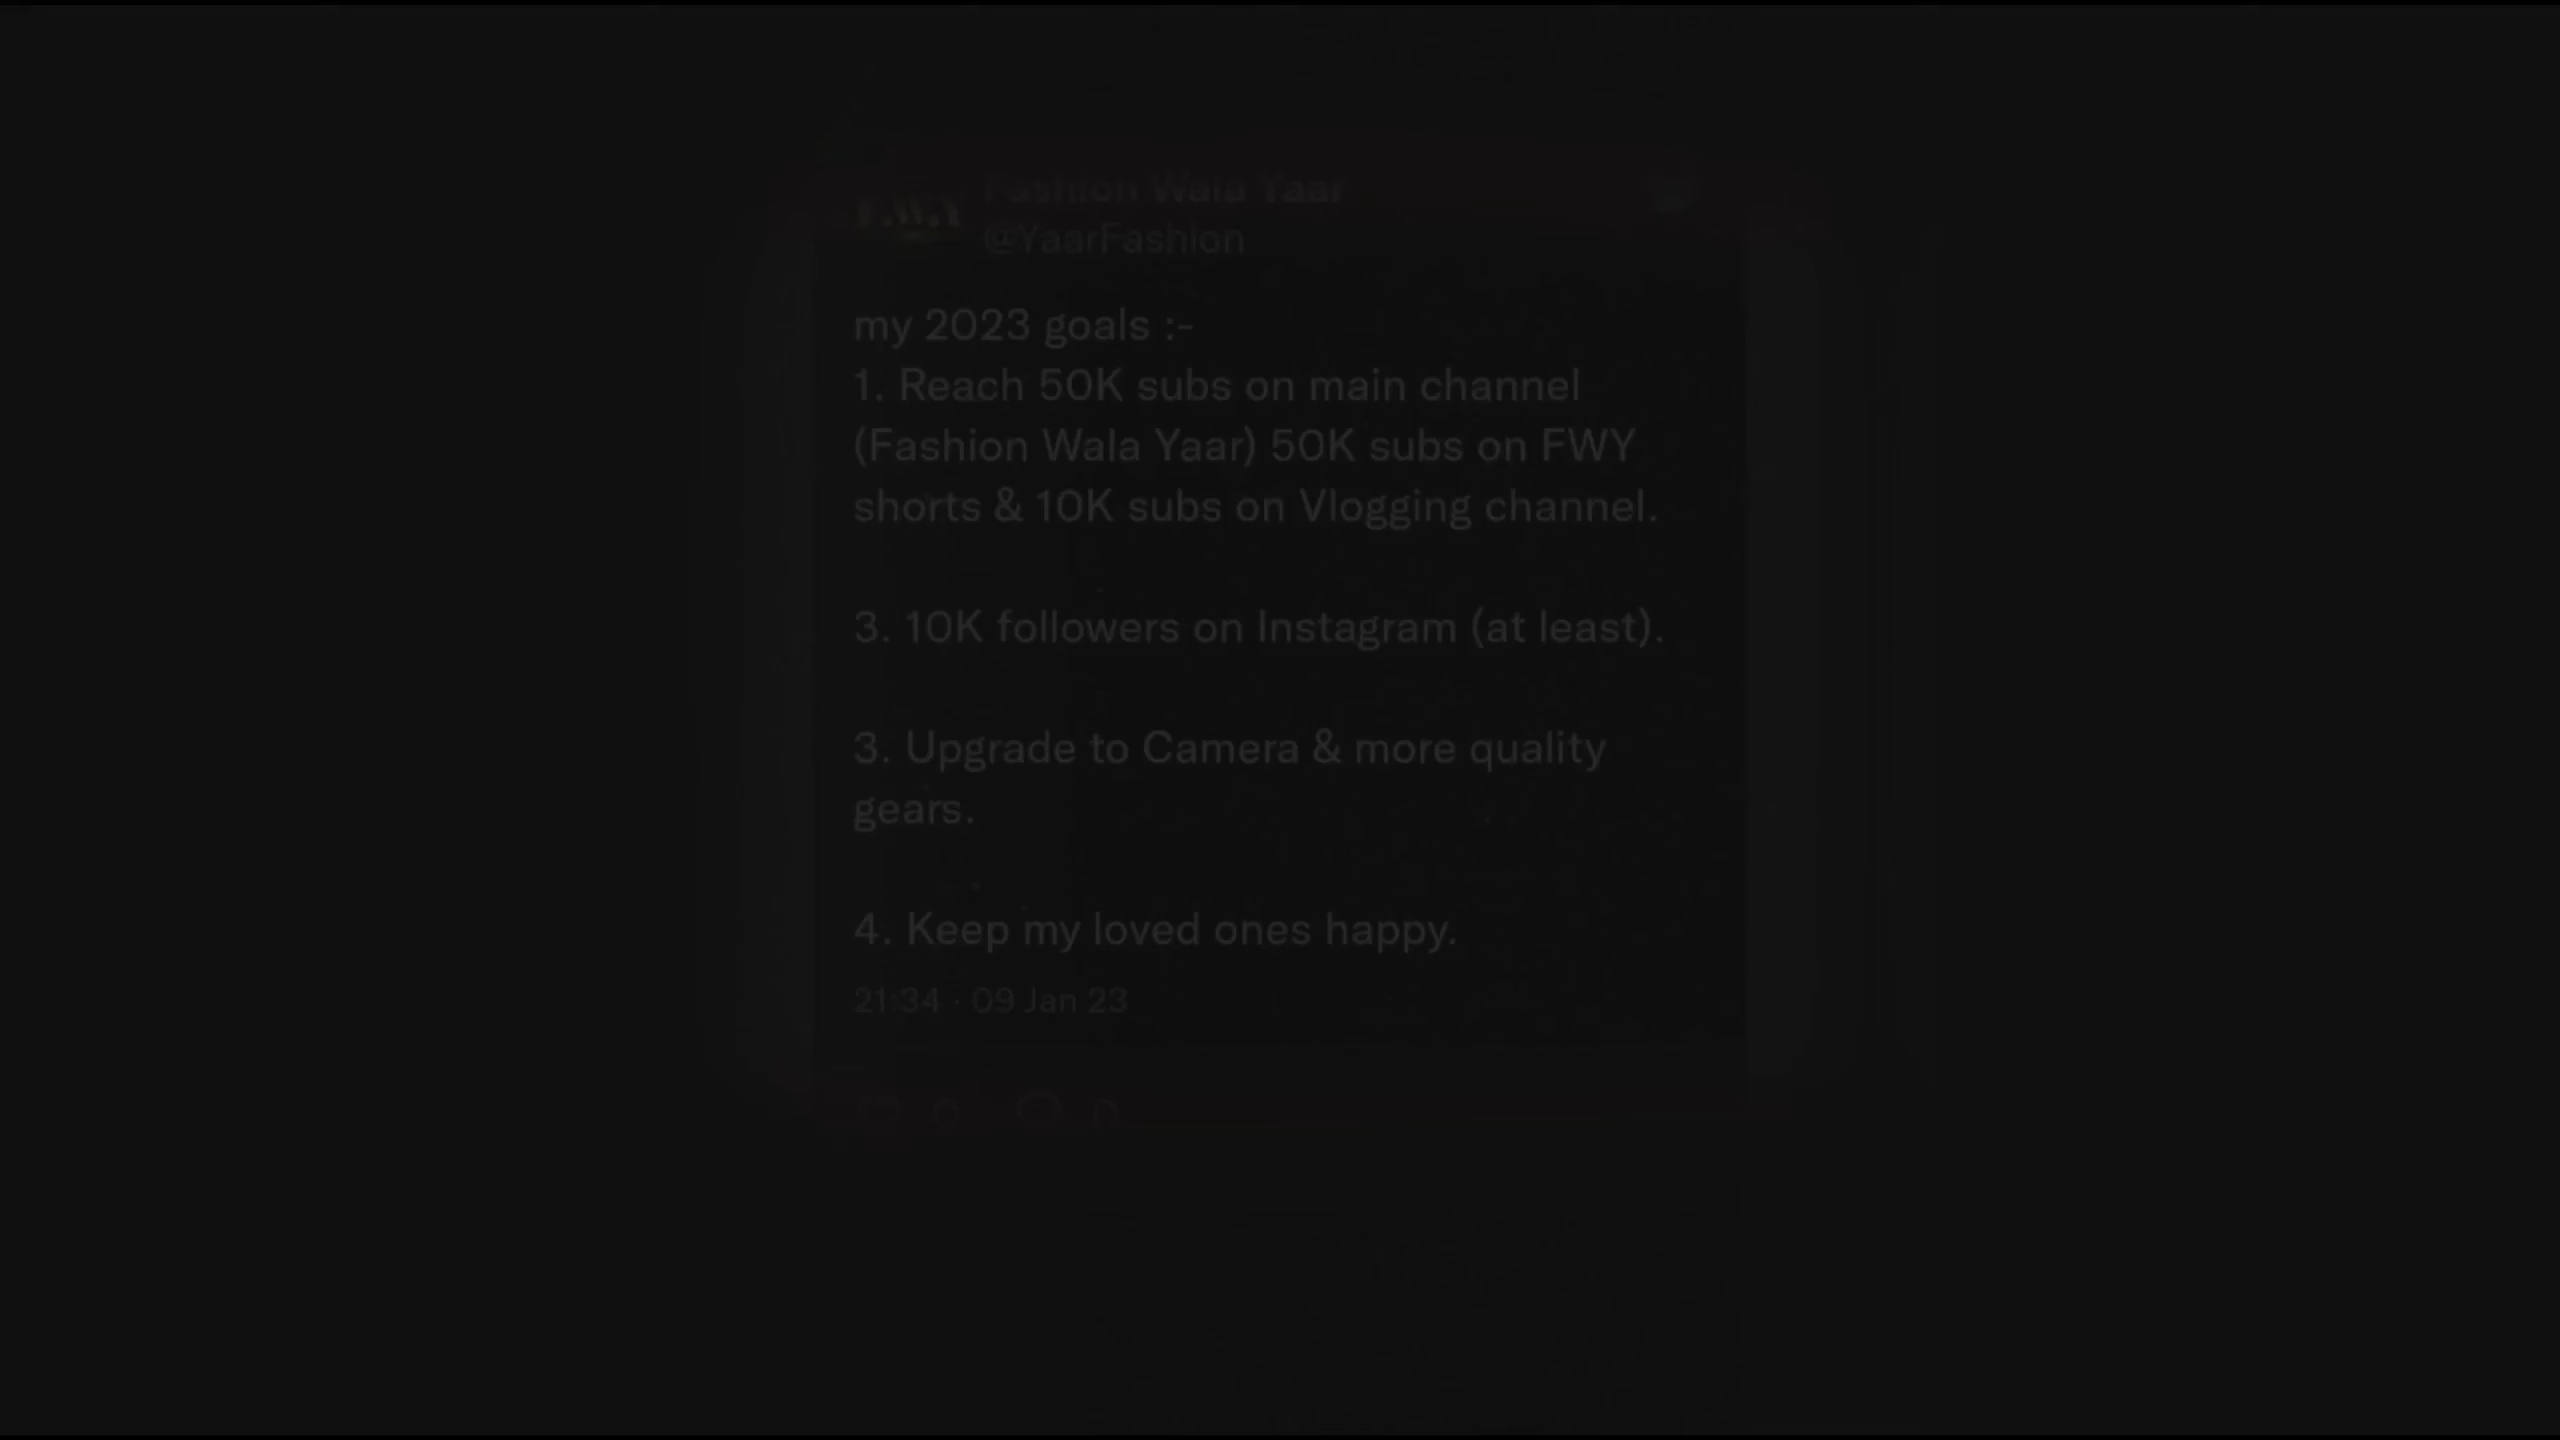 F.W.Y
Fashion Wala Yaar
@YaarFashion
my 2023 goals :-
1. Reach 50K subs on main channel
(Fashion Wala Yaar) 50K subs on FWY
shorts & 10K subs on Vlogging channel.
3. 10K followers on Instagram (at least).
3. Upgrade to Camera & more quality
gears.
4. Keep my loved ones happy.
21:34 · 09 Jan 23